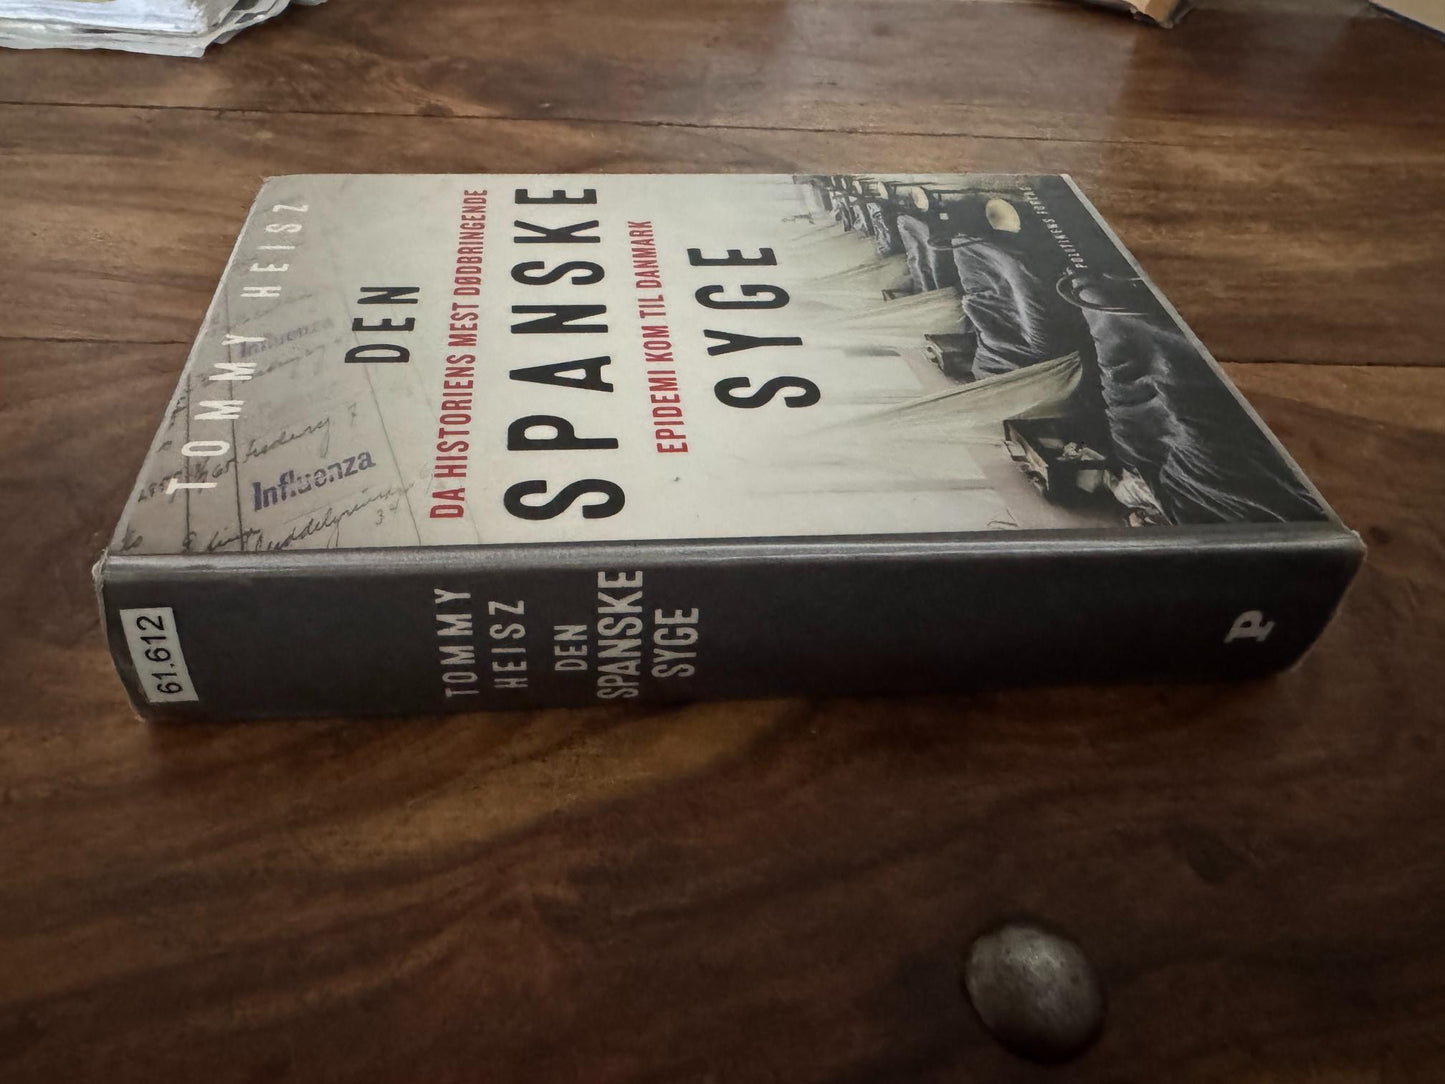 TOMMY HEISZ
Influenza
Influenza
DEN
DA HISTORIENS MEST DØDBRINGENDE
SPANSKE
EPIDEMI KOM TIL DANMARK
SYGE
POLITIKENS
61.612
TOMMY
HEISZ
DEN
SPANSKE
SYGE
P